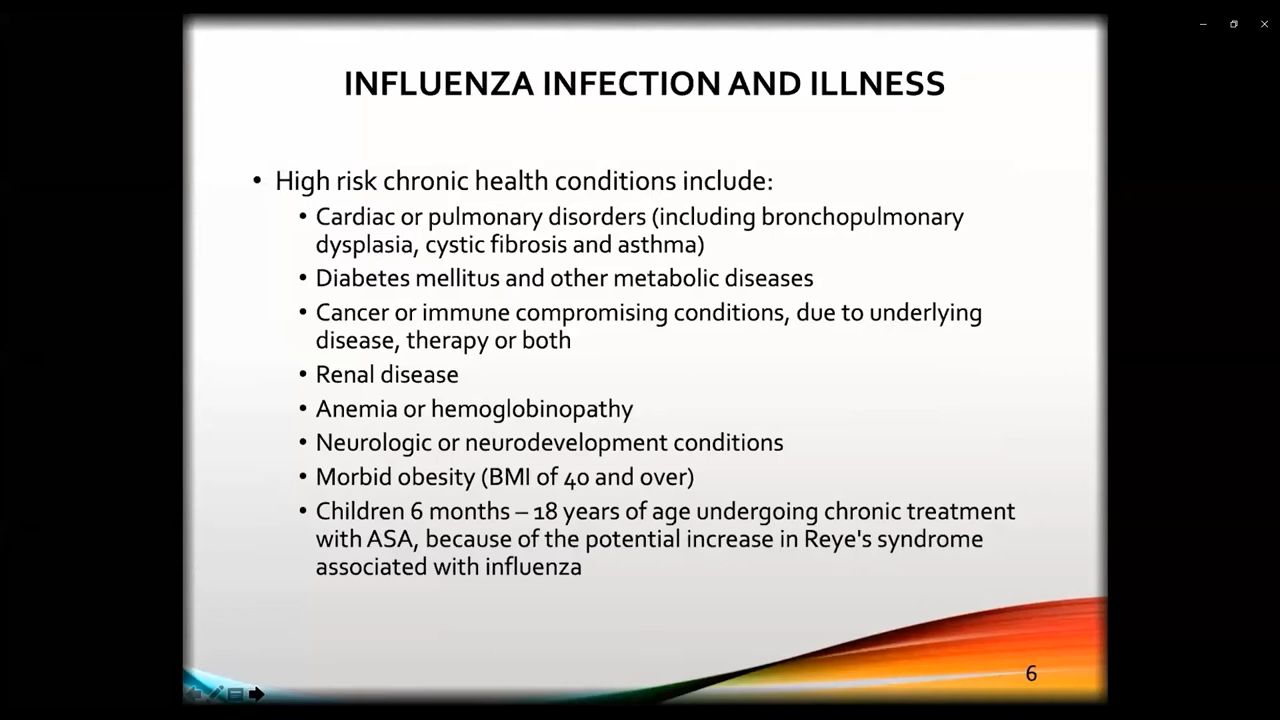 INFLUENZA INFECTION AND ILLNESS
• High risk chronic health conditions include:
• Cardiac or pulmonary disorders (including bronchopulmonary
dysplasia, cystic fibrosis and asthma)
• Diabetes mellitus and other metabolic diseases
• Cancer or immune compromising conditions, due to underlying
disease, therapy or both
• Renal disease
• Anemia or hemoglobinopathy
• Neurologic or neurodevelopment conditions
• Morbid obesity (BMI of 40 and over)
• Children 6 months – 18 years of age undergoing chronic treatment
with ASA, because of the potential increase in Reye's syndrome
associated with influenza
6